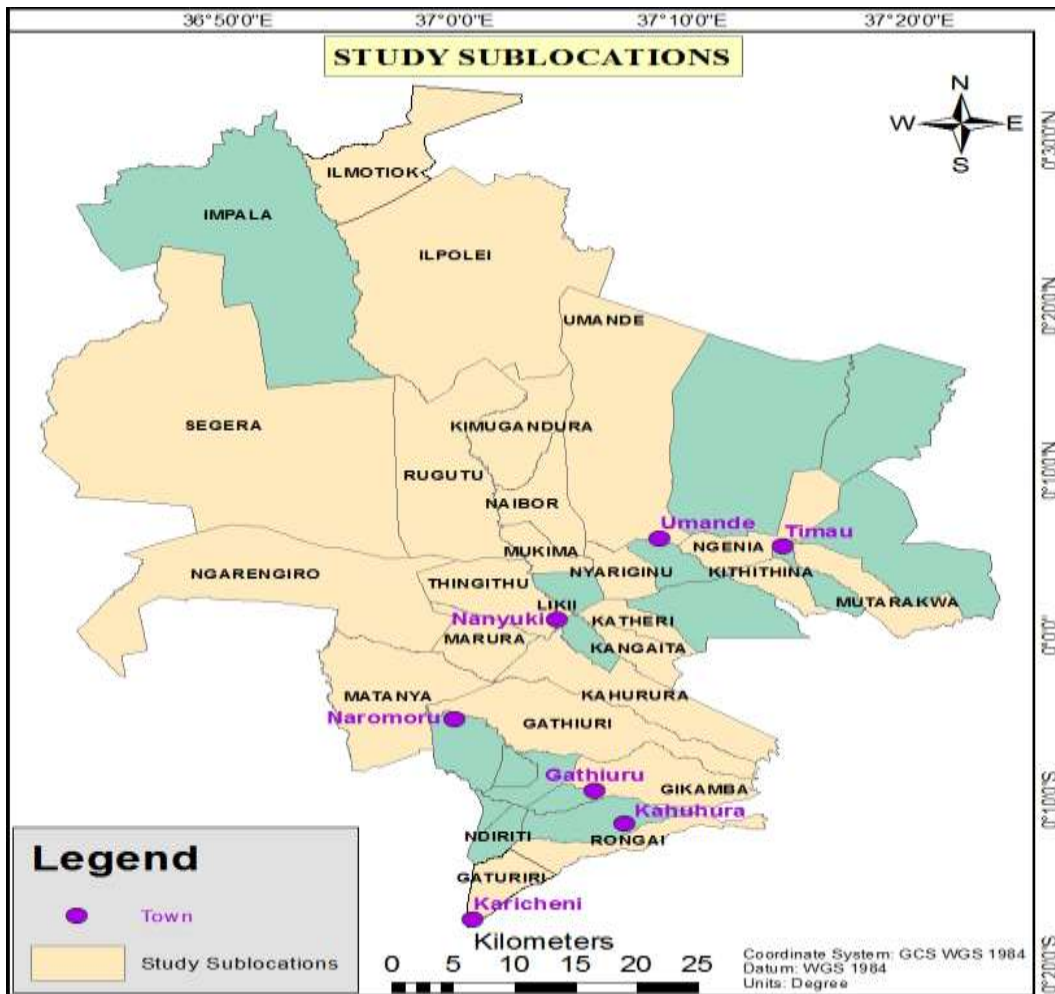 36°50'0"E
37°0'0"E
37°10'0"E
37°20'0"E
STUDY SUBLOCATIONS
N
W
E
S
0°30'0"N
ILMOTIOK
IMPALA
ILPOLEI
0°20'0"N
UMANDE
SEGERA
KIMUGANDURA
RUGUTU
0°10'0"N
NAIBOR
Umande
Timau
MUKIMA
NGENIA
NGARENGIRO
THINGITHU
NYARIGINU
KITHITHINA
MUTARAKWA
LIKII
Nanyuki
KATHERI
MARURA
KANGAITA
0°0'0"
MATANYA
KAHURURA
Naromoru
GATHIURI
Gathiuru
GIKAMBA
Kahuhura
0°10'0"S
NDIRITI
RONGAI
GATURIRI
Karicheni
Legend
Town
Study Sublocations
Kilometers
0 5 10 15 20 25
Coordinate System: GCS WGS 1984
Datum: WGS 1984
Units: Degree
0°20'0"S